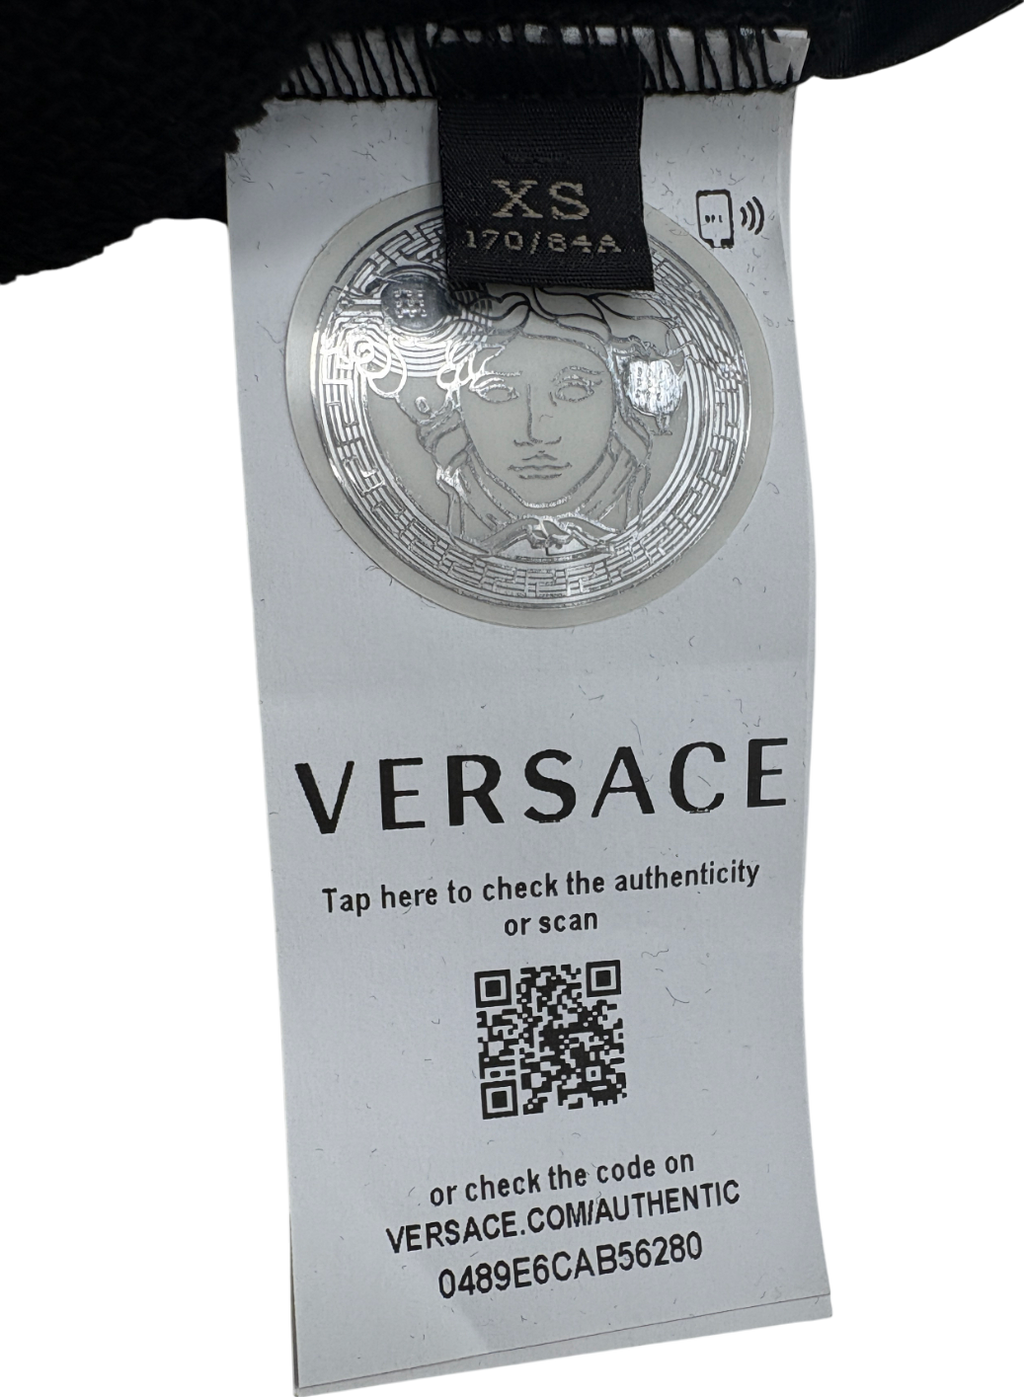 XS
170/84A
VERSACE
Tap here to check the authenticity
or scan
or check the code on
VERSACE.COM/AUTHENTIC
0489E6CAB56280